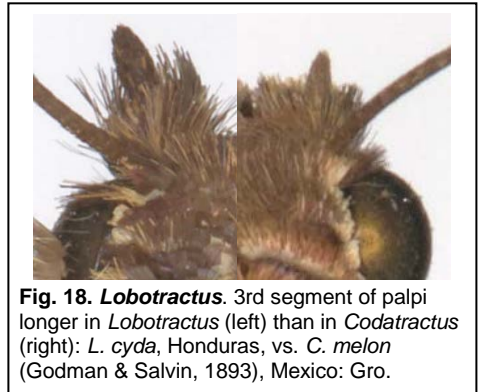 Fig. 18. Lobotractus. 3rd segment of palpi
longer in Lobotractus (left) than in Codatractus
(right): L. cyda, Honduras, vs. C. melon
(Godman & Salvin, 1893), Mexico: Gro.